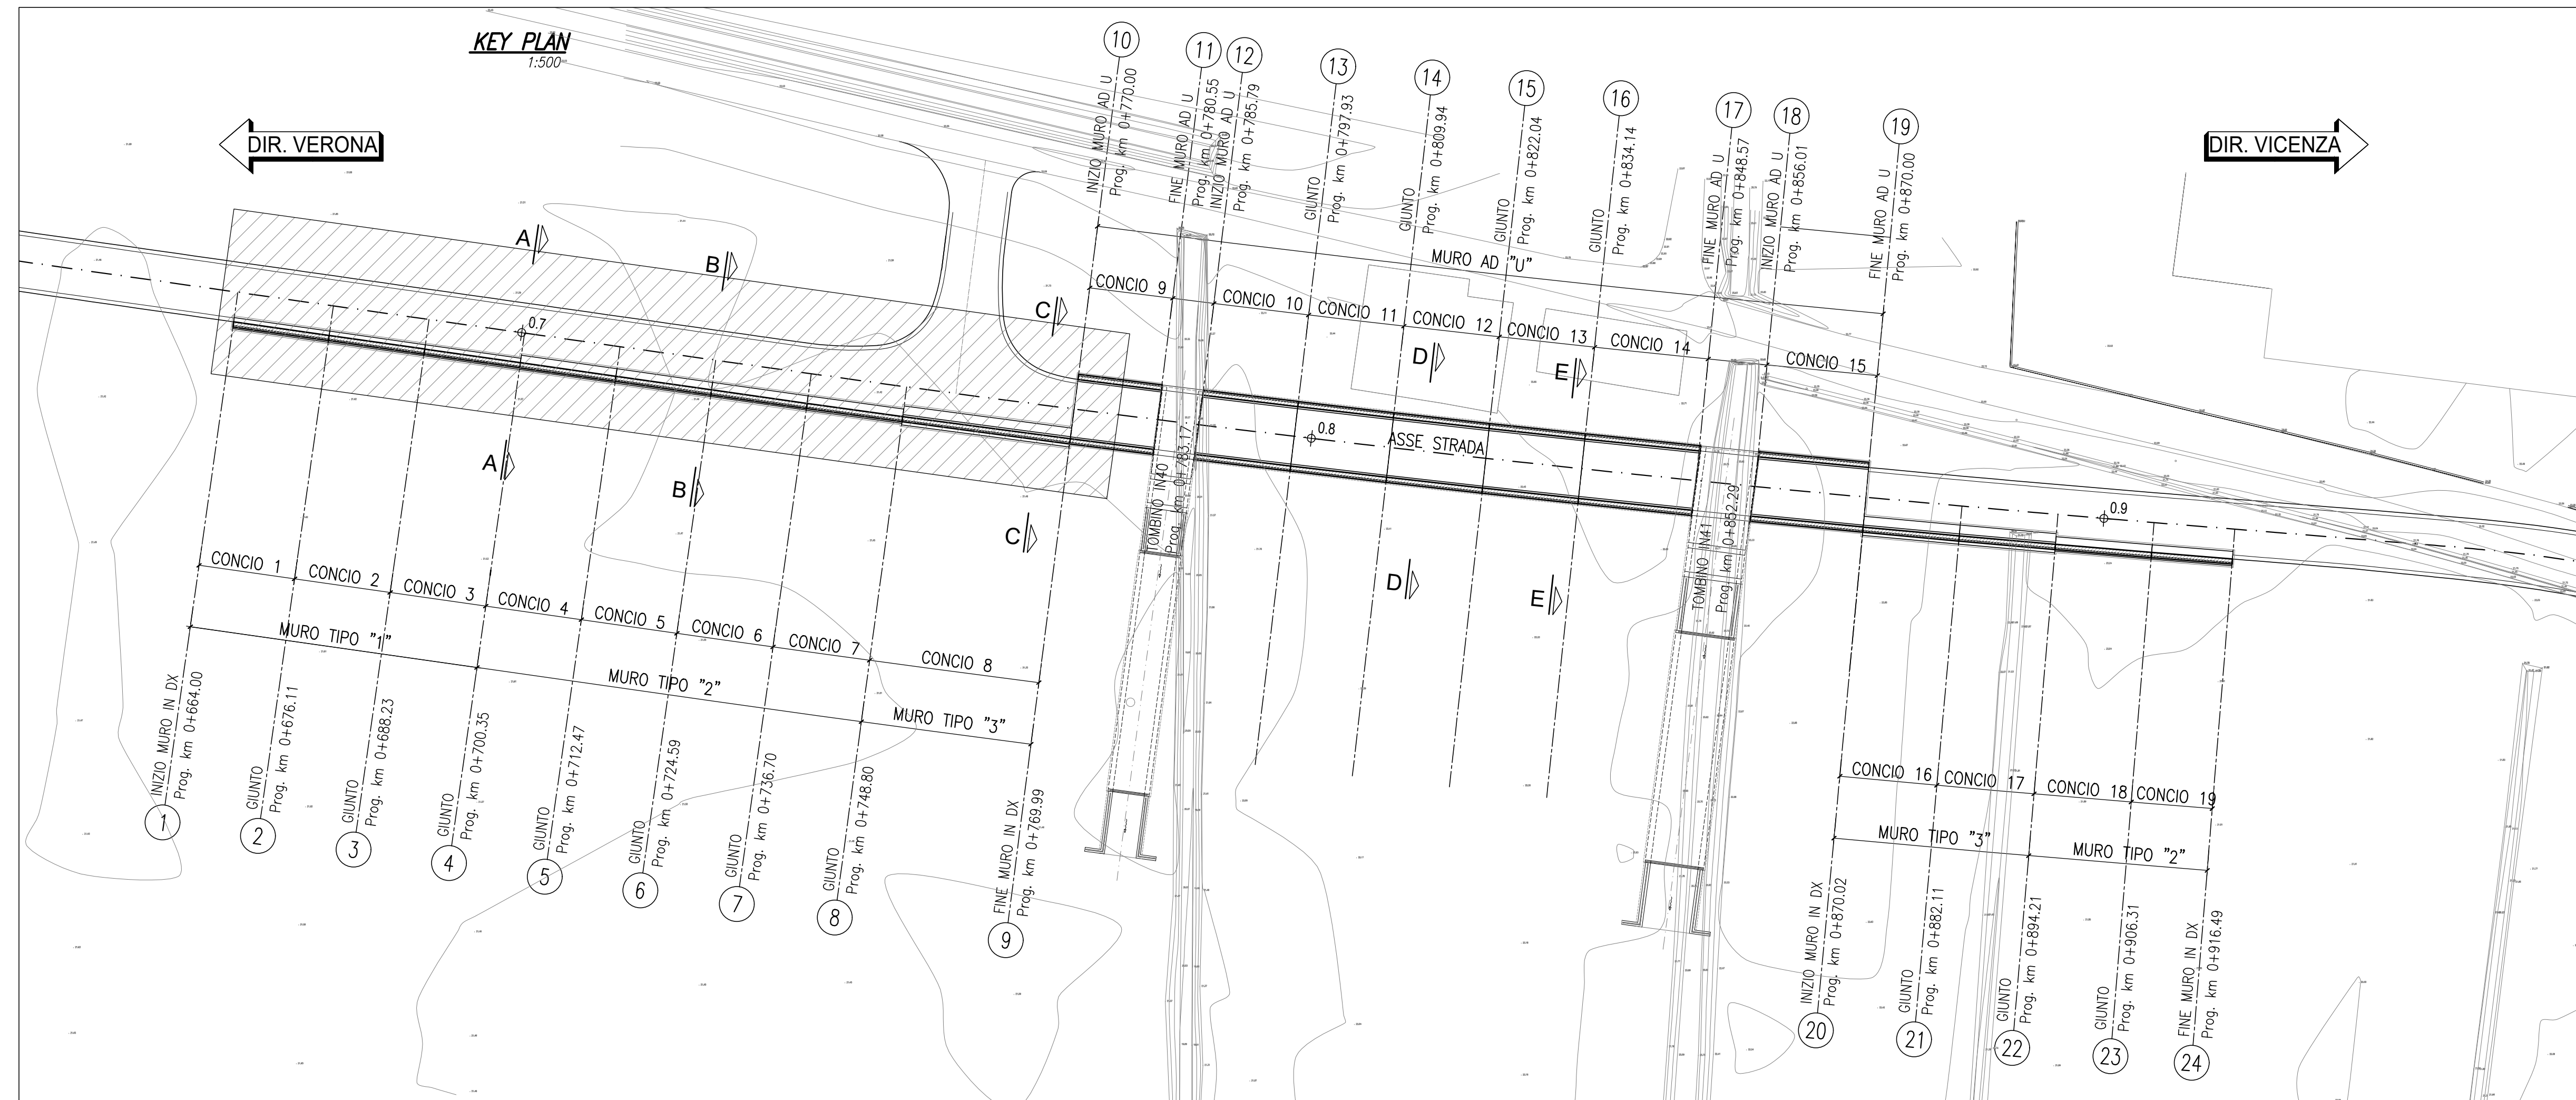 KEY PLAN
1:500
DIR. VERONA
DIR. VICENZA
10
INIZIO MURO AD U
Prog. km 0+770.00
11
FINE MURO AD U
Prog. km 0+780.55
12
INIZIO MURO AD U
Prog. km 0+785.79
13
GIUNTO
Prog. km 0+797.93
14
GIUNTO
Prog. km 0+809.94
15
GIUNTO
Prog. km 0+822.04
16
GIUNTO
Prog. km 0+834.14
17
FINE MURO AD U
Prog. km 0+848.57
18
INIZIO MURO AD U
Prog. km 0+856.01
19
FINE MURO AD U
Prog. km 0+870.00
MURO AD "U"
CONCIO 9
CONCIO 10
CONCIO 11
CONCIO 12
CONCIO 13
CONCIO 14
CONCIO 15
A
B
C
D
E
0.7
0.8
ASSE STRADA
0.9
A
B
C
D
E
TOMBINO IN40
Prog. km 0+783.17
TOMBINO IN41
Prog. km 0+852.29
CONCIO 1
CONCIO 2
CONCIO 3
CONCIO 4
CONCIO 5
CONCIO 6
CONCIO 7
CONCIO 8
MURO TIPO "1"
MURO TIPO "2"
MURO TIPO "3"
INIZIO MURO IN DX
Prog. km 0+664.00
1
GIUNTO
Prog. km 0+676.11
2
GIUNTO
Prog. km 0+688.23
3
GIUNTO
Prog. km 0+700.35
4
GIUNTO
Prog. km 0+712.47
5
GIUNTO
Prog. km 0+724.59
6
GIUNTO
Prog. km 0+736.70
7
GIUNTO
Prog. km 0+748.80
8
FINE MURO IN DX
Prog. km 0+769.99
9
CONCIO 16
CONCIO 17
CONCIO 18
CONCIO 19
MURO TIPO "3"
MURO TIPO "2"
INIZIO MURO IN DX
Prog. km 0+870.02
20
GIUNTO
Prog. km 0+882.11
21
GIUNTO
Prog. km 0+894.21
22
GIUNTO
Prog. km 0+906.31
23
FINE MURO IN DX
Prog. km 0+916.49
24